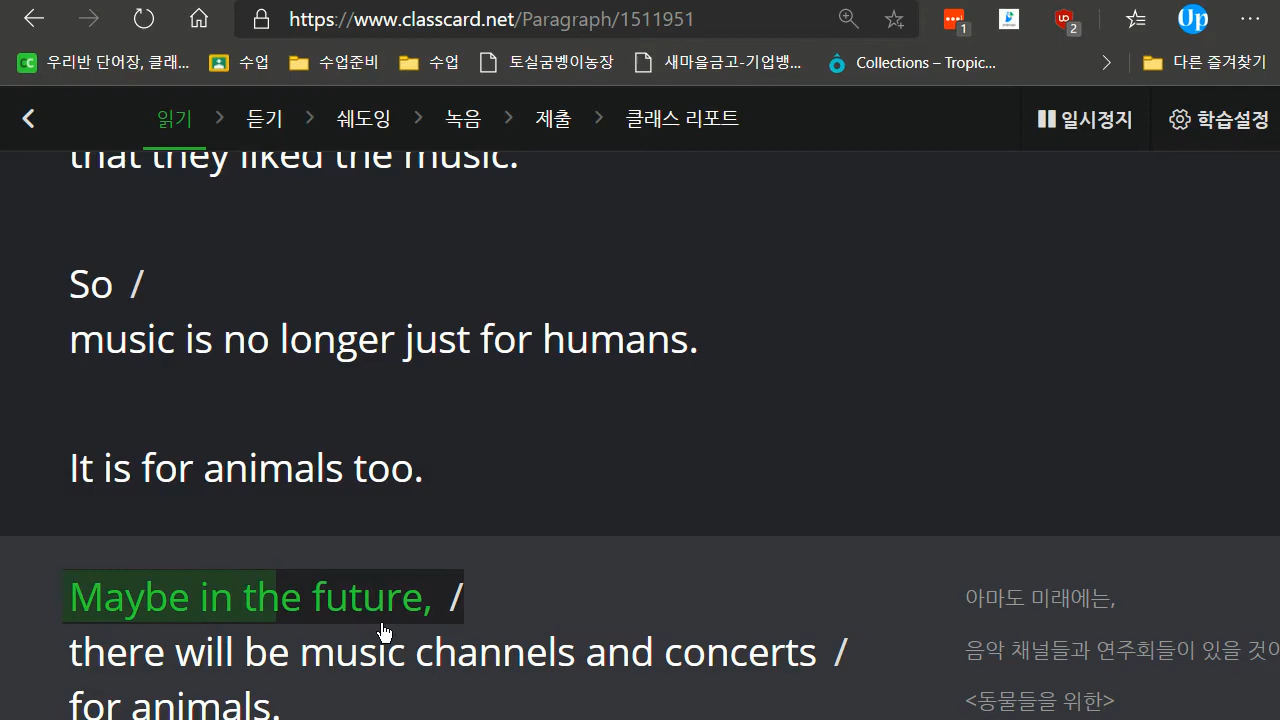 https://www.classcard.net/Paragraph/1511951
1
2
우리반 단어장, 클래...
수업
수업준비
수업
토실굼벵이농장
새마을금고-기업뱅...
Collections – Tropic...
다른 즐겨찾기
읽기 > 듣기 > 쉐도잉 > 녹음 > 제출 > 클래스 리포트
일시정지
학습설정
that they liked the music.
So /
music is no longer just for humans.
It is for animals too.
Maybe in the future, /
아마도 미래에는,
there will be music channels and concerts /
음악 채널들과 연주회들이 있을 것이
for animals.
<동물들을 위한>